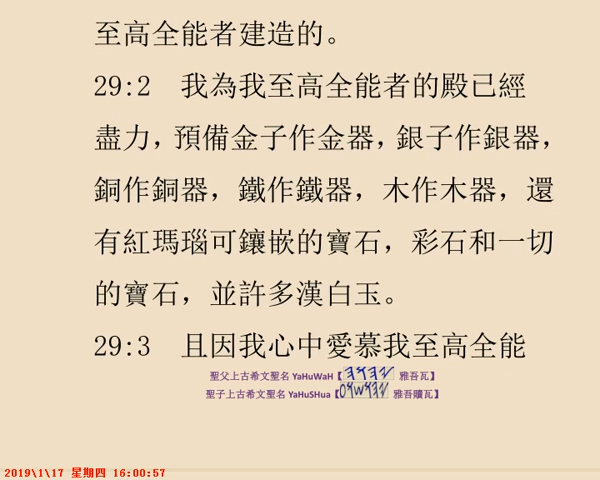 至高全能者建造的。
29:2 我為我至高全能者的殿已經
盡力，預備金子作金器，銀子作銀器，
銅作銅器，鐵作鐵器，木作木器，還
有紅瑪瑙可鑲嵌的寶石，彩石和一切
的寶石，並許多漢白玉。
29:3 且因我心中愛慕我至高全能
聖父上古希文聖名 YaHuWaH【 雅吾瓦】
聖子上古希文聖名 YaHuSHua【 雅吾贖瓦】
2019\1\17 星期四 16:00:57